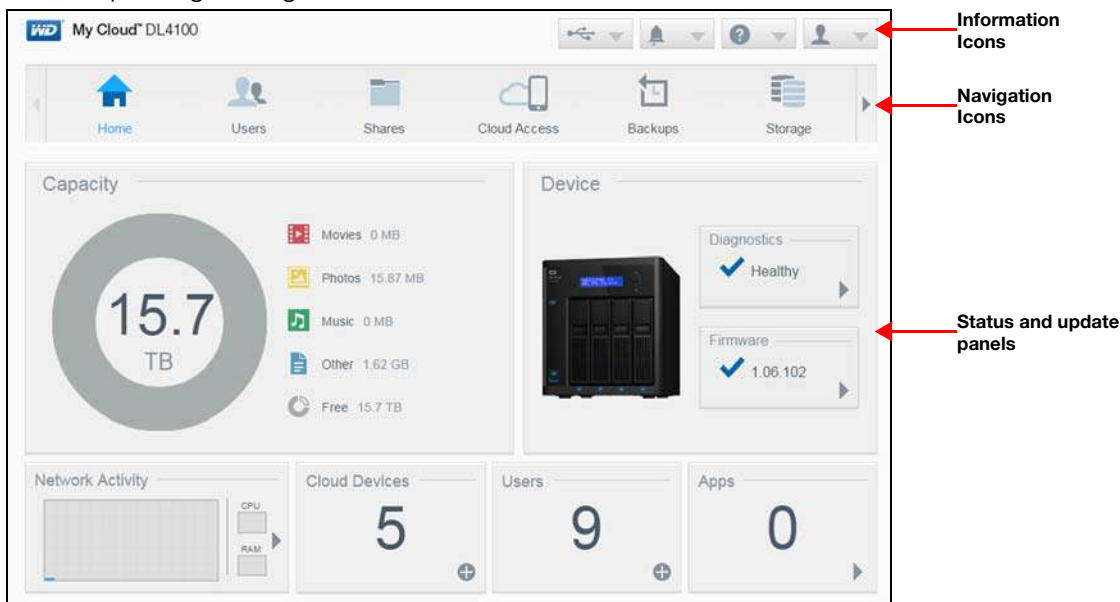 WD My Cloud™ DL4100
Information
Icons
Home
Users
Shares
Cloud Access
Backups
Storage
Navigation
Icons
Capacity
15.7
TB
Movies 0 MB
Photos 15.87 MB
Music 0 MB
Other 1.62 GB
Free 15.7 TB
Device
Diagnostics
Healthy
Firmware
1.06.102
Status and update
panels
Network Activity
CPU
RAM
Cloud Devices
5
Users
9
Apps
0